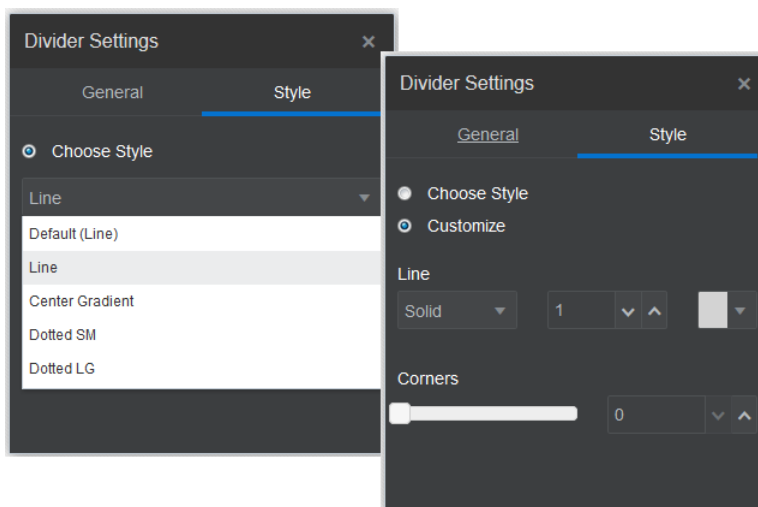 Divider Settings ×
General Style
Choose Style
Line
Default (Line)
Line
Center Gradient
Dotted SM
Dotted LG
Divider Settings ×
General Style
Choose Style
Customize
Line
Solid 1
Corners
0